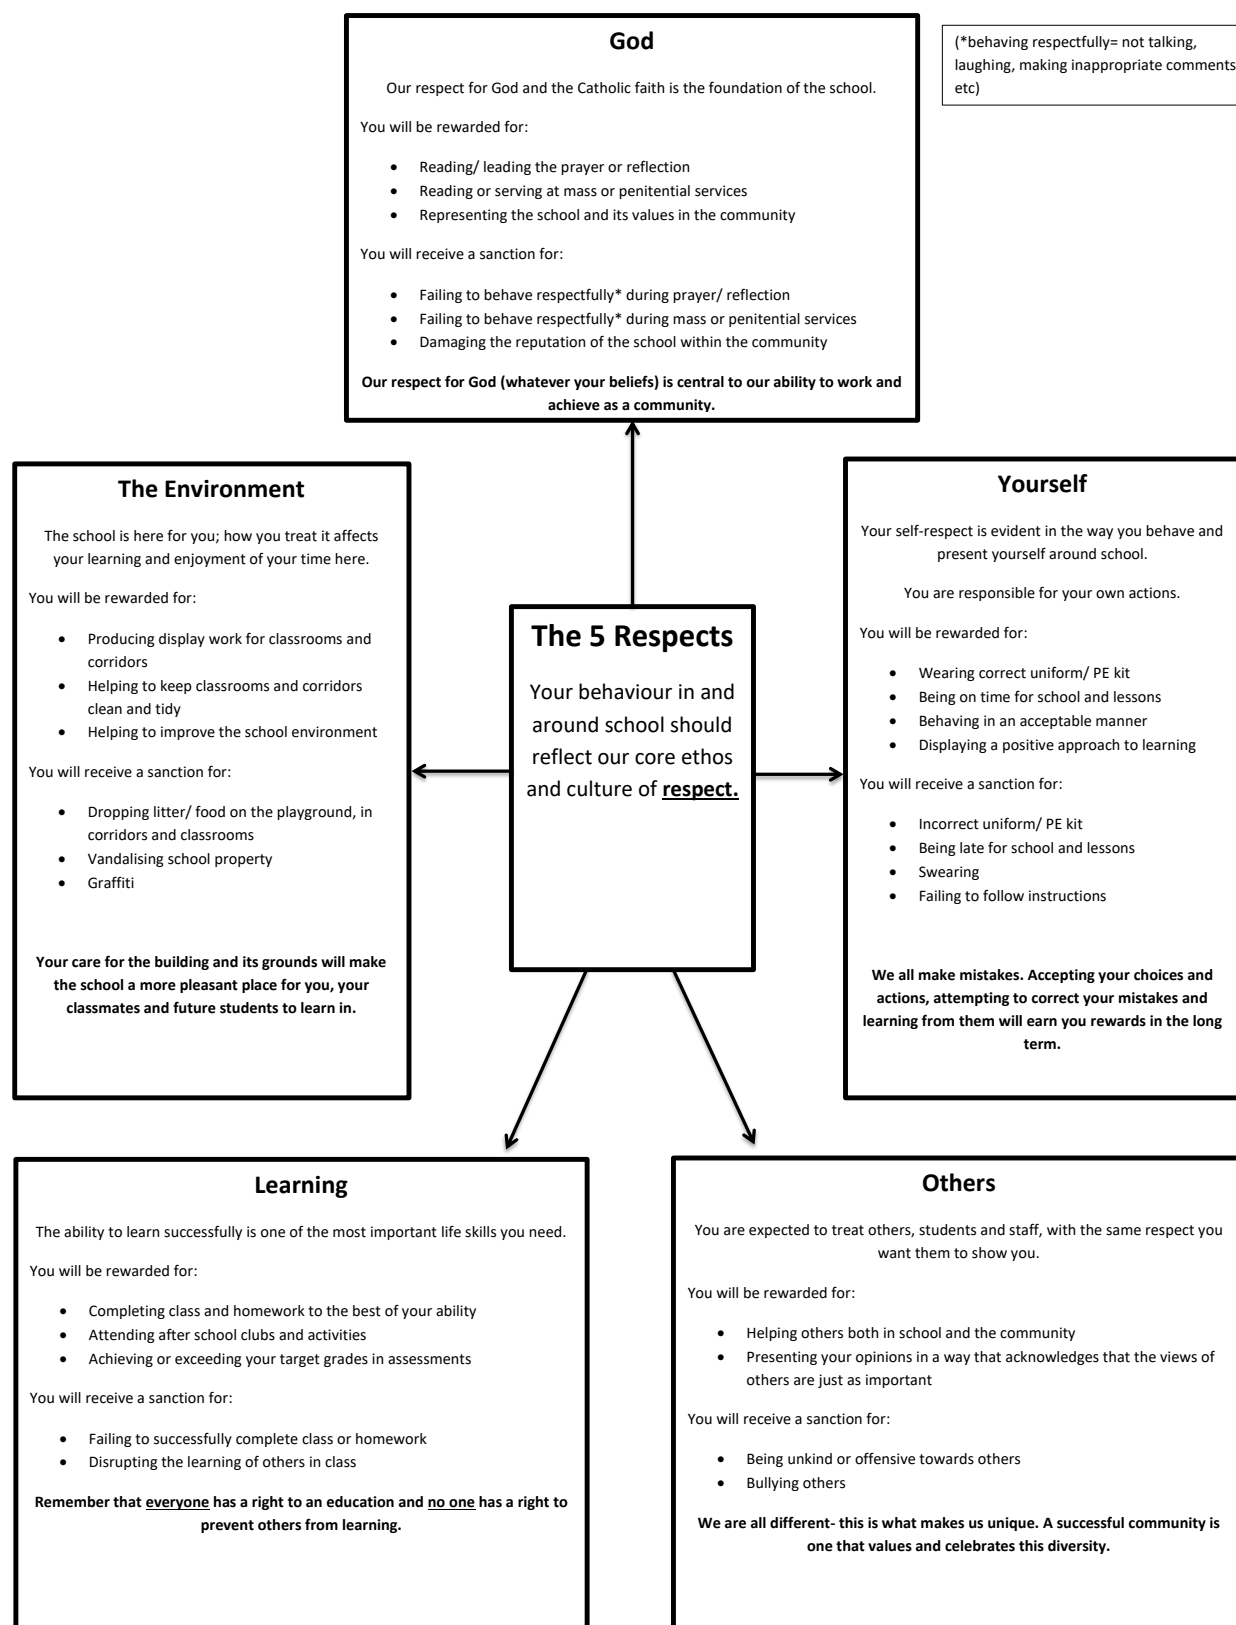 God
Our respect for God and the Catholic faith is the foundation of the school.
You will be rewarded for:
• Reading/ leading the prayer or reflection
• Reading or serving at mass or penitential services
• Representing the school and its values in the community
You will receive a sanction for:
• Failing to behave respectfully* during prayer/ reflection
• Failing to behave respectfully* during mass or penitential services
• Damaging the reputation of the school within the community
Our respect for God (whatever your beliefs) is central to our ability to work and
achieve as a community.
(*behaving respectfully= not talking,
laughing, making inappropriate comments
etc)
The Environment
The school is here for you; how you treat it affects
your learning and enjoyment of your time here.
You will be rewarded for:
• Producing display work for classrooms and
corridors
• Helping to keep classrooms and corridors
clean and tidy
• Helping to improve the school environment
You will receive a sanction for:
• Dropping litter/ food on the playground, in
corridors and classrooms
• Vandalising school property
• Graffiti
Your care for the building and its grounds will make
the school a more pleasant place for you, your
classmates and future students to learn in.
The 5 Respects
Your behaviour in and
around school should
reflect our core ethos
and culture of respect.
Yourself
Your self-respect is evident in the way you behave and
present yourself around school.
You are responsible for your own actions.
You will be rewarded for:
• Wearing correct uniform/ PE kit
• Being on time for school and lessons
• Behaving in an acceptable manner
• Displaying a positive approach to learning
You will receive a sanction for:
• Incorrect uniform/ PE kit
• Being late for school and lessons
• Swearing
• Failing to follow instructions
We all make mistakes. Accepting your choices and
actions, attempting to correct your mistakes and
learning from them will earn you rewards in the long
term.
Learning
The ability to learn successfully is one of the most important life skills you need.
You will be rewarded for:
• Completing class and homework to the best of your ability
• Attending after school clubs and activities
• Achieving or exceeding your target grades in assessments
You will receive a sanction for:
• Failing to successfully complete class or homework
• Disrupting the learning of others in class
Remember that everyone has a right to an education and no one has a right to
prevent others from learning.
Others
You are expected to treat others, students and staff, with the same respect you
want them to show you.
You will be rewarded for:
• Helping others both in school and the community
• Presenting your opinions in a way that acknowledges that the views of
others are just as important
You will receive a sanction for:
• Being unkind or offensive towards others
• Bullying others
We are all different- this is what makes us unique. A successful community is
one that values and celebrates this diversity.